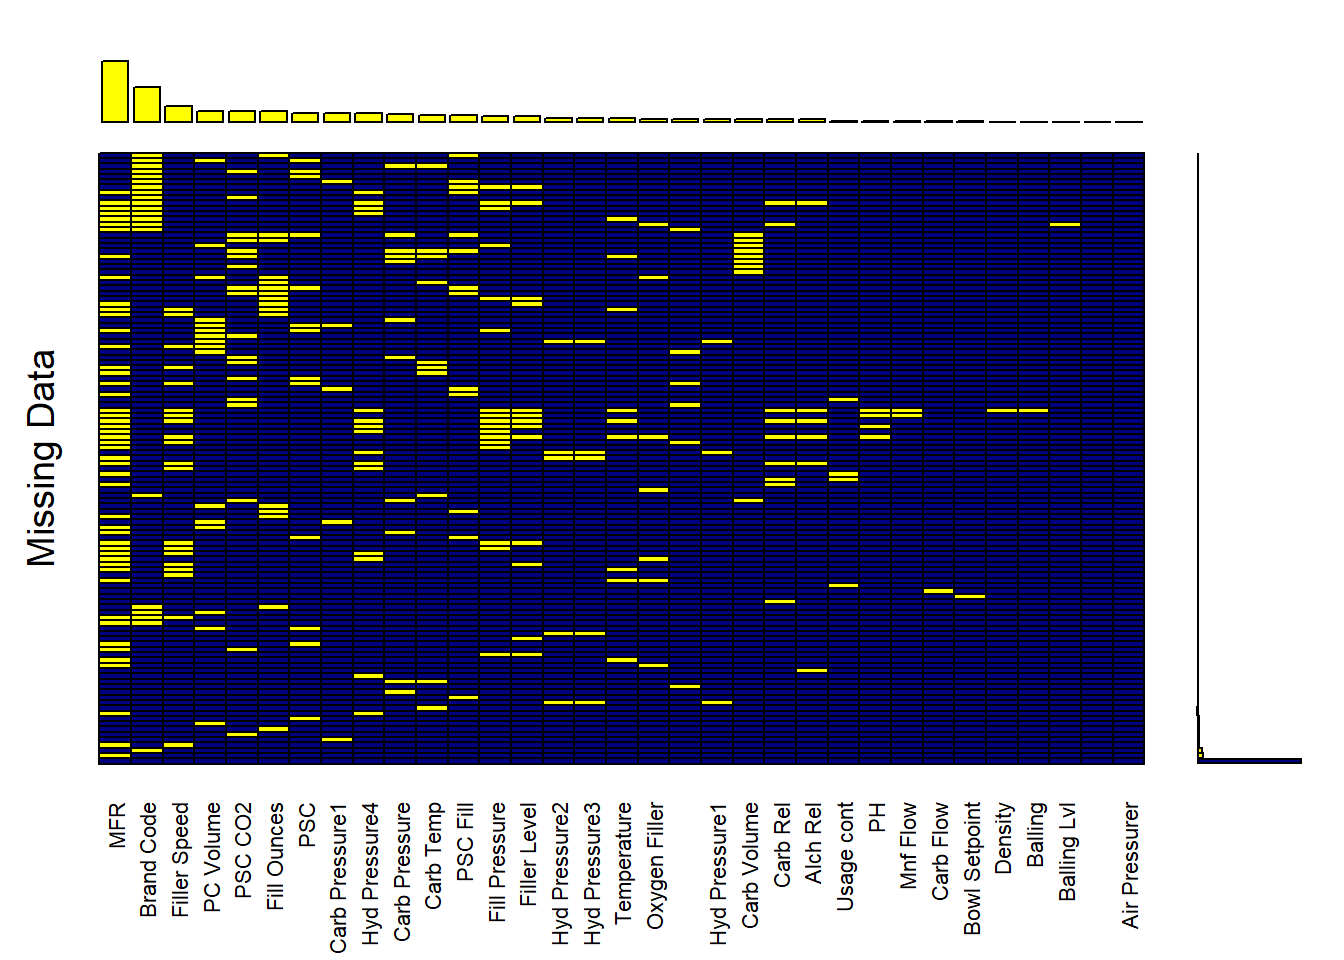 Missing Data
MFR
Brand Code
Filler Speed
PC Volume
PSC CO2
Fill Ounces
PSC
Carb Pressure1
Hyd Pressure4
Carb Pressure
Carb Temp
PSC Fill
Fill Pressure
Filler Level
Hyd Pressure2
Hyd Pressure3
Temperature
Oxygen Filler
Hyd Pressure1
Carb Volume
Carb Rel
Alch Rel
Usage cont
PH
Mnf Flow
Carb Flow
Bowl Setpoint
Density
Balling
Balling Lvl
Air Pressurer